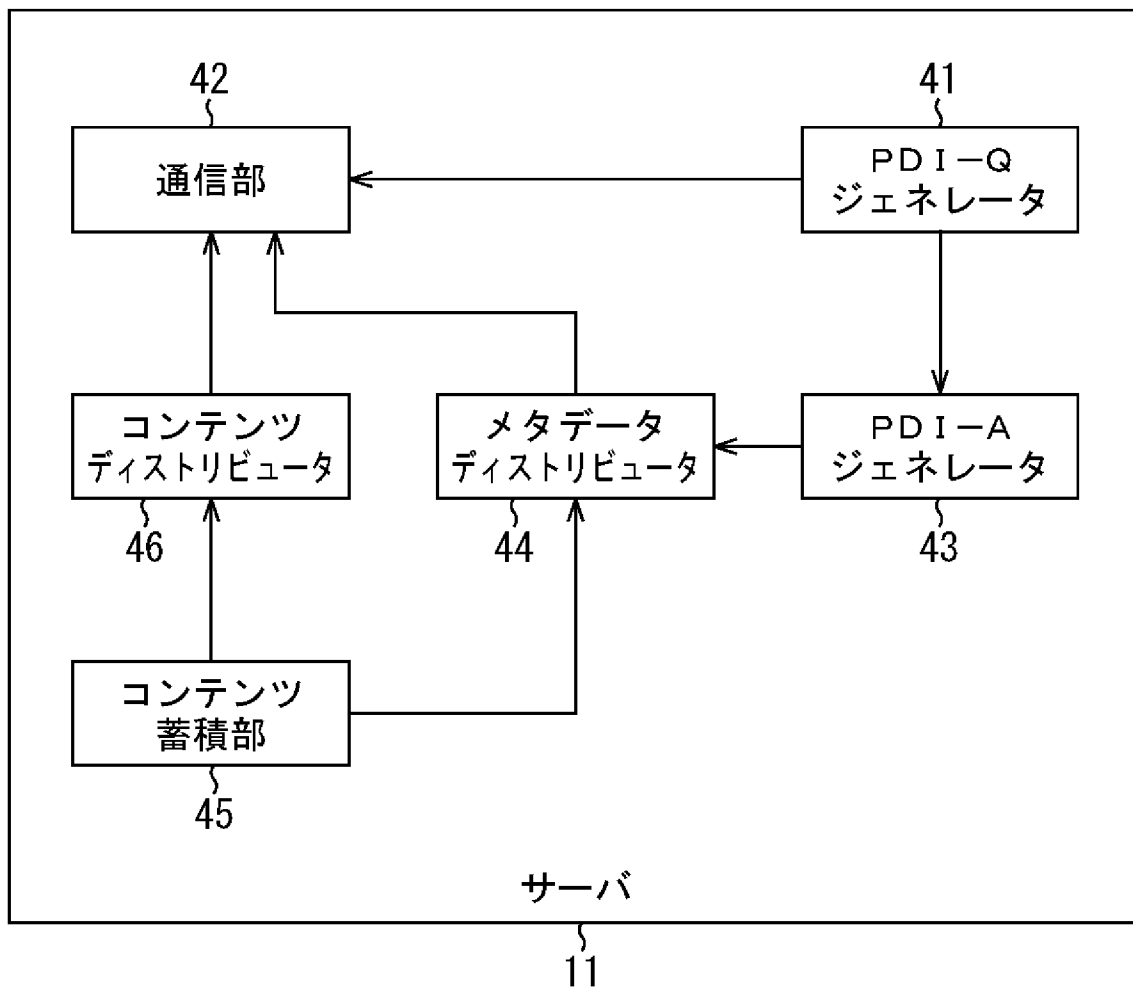 42
41
通信部
ＰＤＩ－Ｑ
ジェネレータ
コンテンツ
ディストリビュータ
メタデータ
ディストリビュータ
ＰＤＩ－Ａ
ジェネレータ
46
44
43
コンテンツ
蓄積部
45
サーバ
11